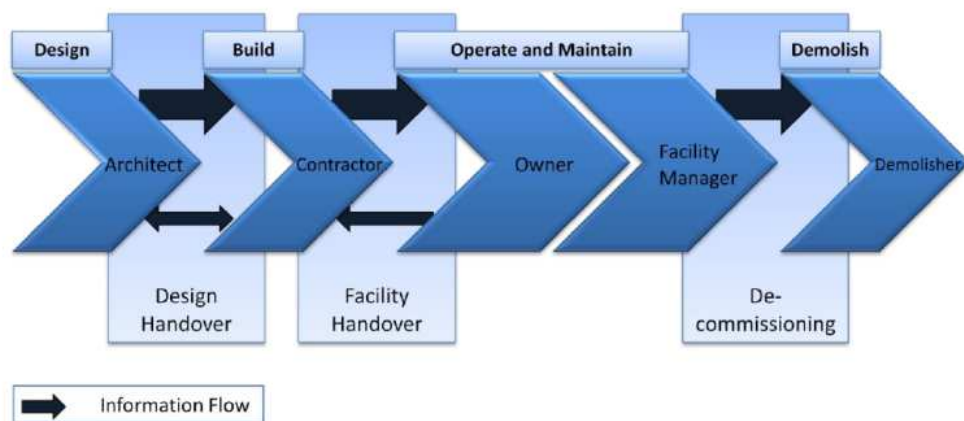 Design
Build
Operate and Maintain
Demolish
Architect
Contractor
Owner
Facility
Manager
Demolisher
Design
Handover
Facility
Handover
De-
commissioning
Information Flow